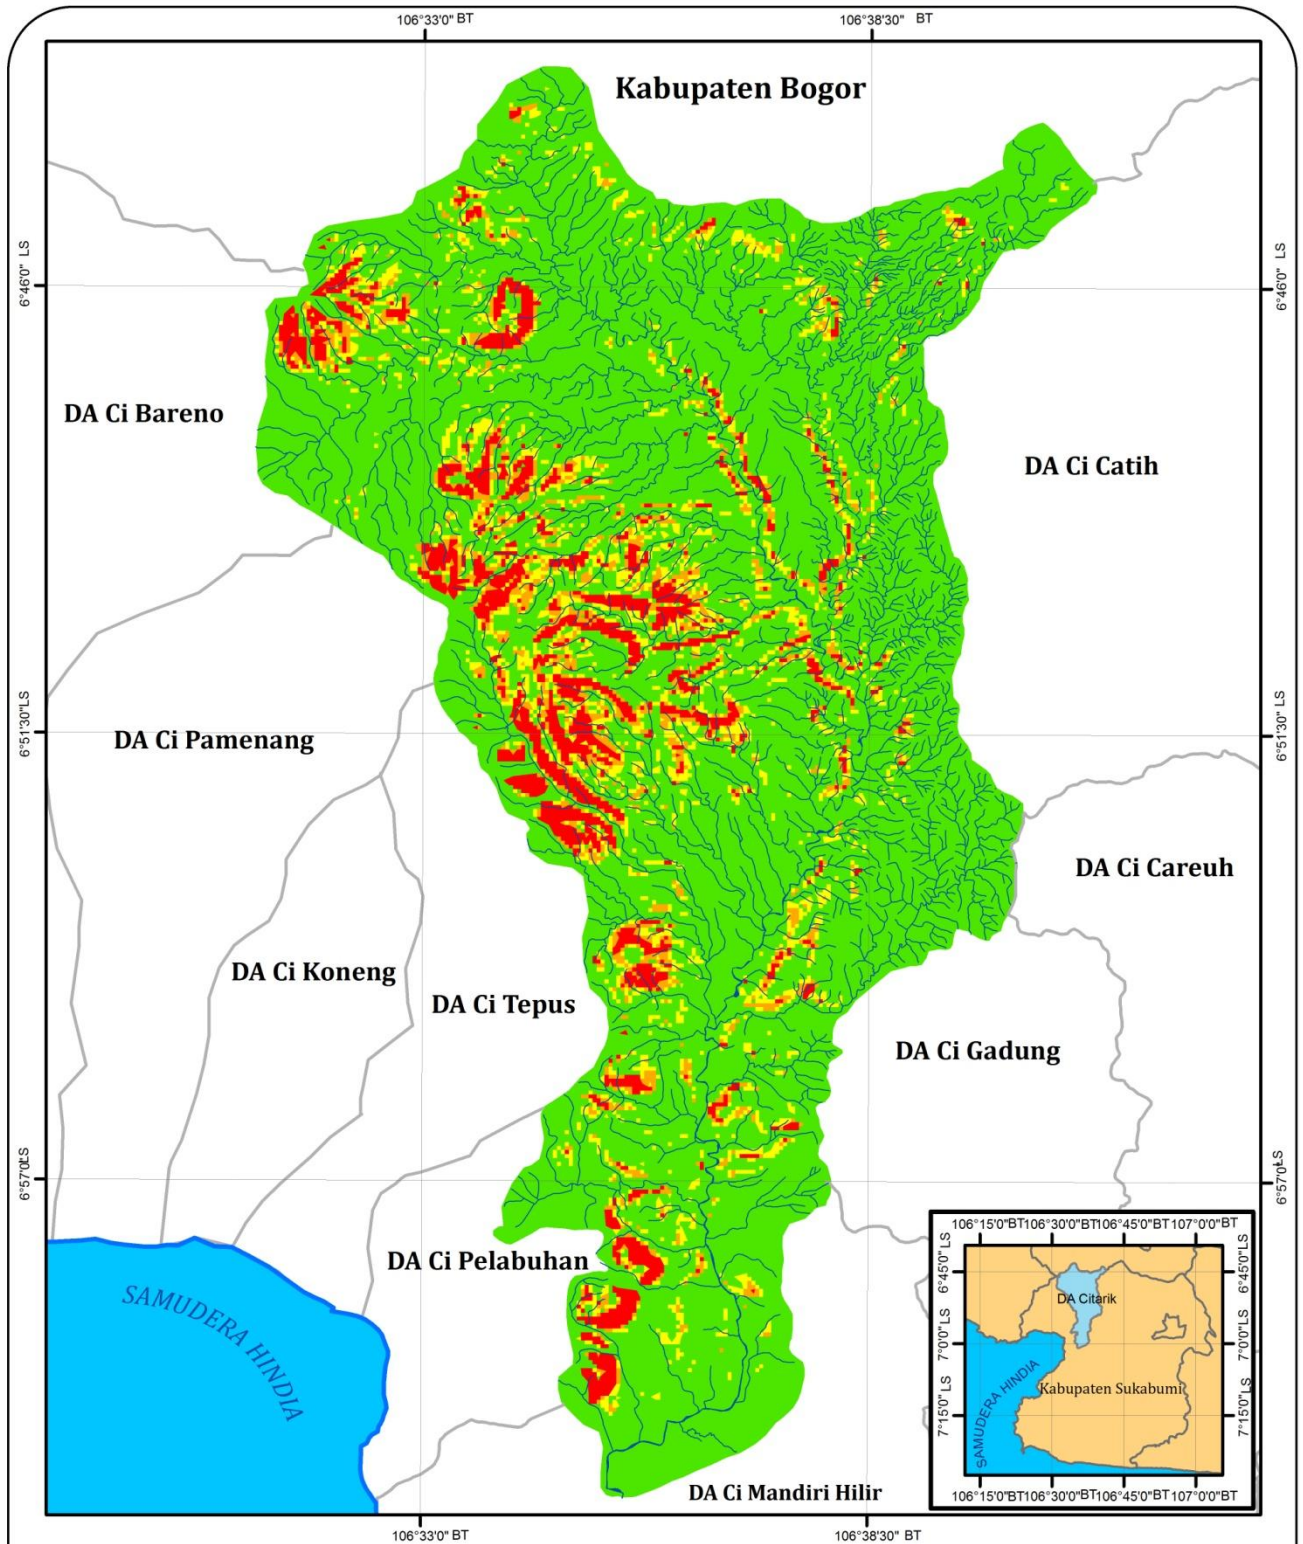 106°33'0" BT
106°38'30" BT
Kabupaten Bogor
6°46'0" LS
6°46'0" LS
DA Ci Bareno
DA Ci Catih
6°51'30" LS
6°51'30" LS
DA Ci Pamenang
DA Ci Careuh
DA Ci Koneng
DA Ci Tepus
DA Ci Gadung
6°57'0" LS
6°57'0" LS
DA Ci Pelabuhan
SAMUDERA HINDIA
106°15'0"BT
106°30'0"BT
106°45'0"BT
107°0'0"BT
6°45'0"LS
6°45'0"LS
DA Citarik
7°0'0"LS
7°0'0"LS
SAMUDERA HINDIA
Kabupaten Sukabumi
7°15'0"LS
7°15'0"LS
106°15'0"BT
106°30'0"BT
106°45'0"BT
107°0'0"BT
DA Ci Mandiri Hilir
106°33'0" BT
106°38'30" BT